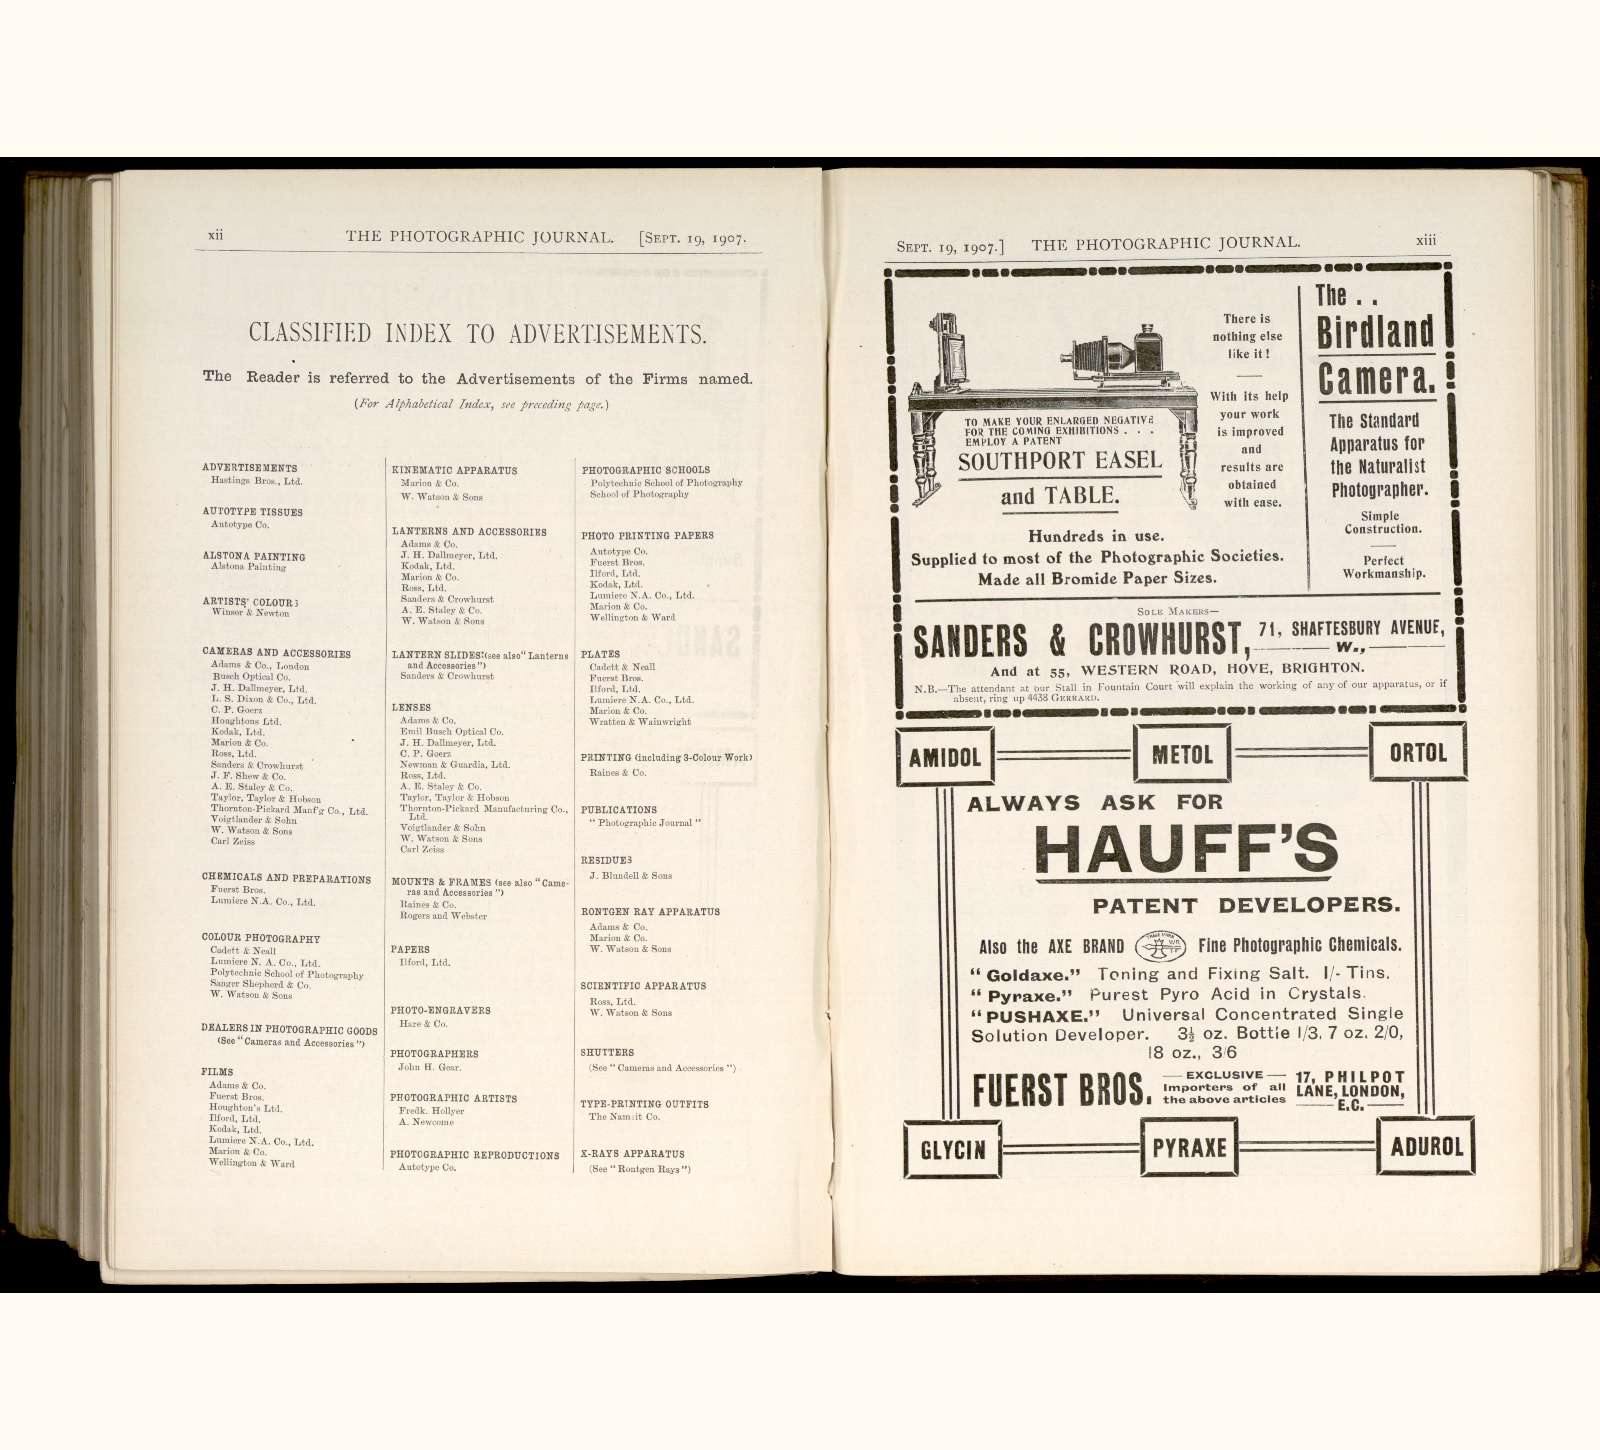 xii THE PHOTOGRAPHIC JOURNAL. [SEPT. 19, 1907.
CLASSIFIED INDEX TO ADVERTISEMENTS.
The Reader is referred to the Advertisements of the Firms named.
(For Alphabetical Index, see preceding page.)
ADVERTISEMENTS
Hastings Bros., Ltd.
AUTOTYPE TISSUES
Autotype Co.
ALSTONA PAINTING
Alstona Painting
ARTISTS' COLOURS
Winsor & Newton
CAMERAS AND ACCESSORIES
Adams & Co., London
Busch Optical Co.
J. H. Dallmeyer, Ltd.
L. S. Dixon & Co., Ltd.
C. P. Goerz
Houghtons Ltd.
Kodak, Ltd.
Marion & Co.
Ross, Ltd.
Sanders & Crowhurst
J. F. Shew & Co.
A. E. Staley & Co.
Taylor, Taylor & Hobson
Thornton-Pickard Manf'g Co., Ltd.
Voigtlander & Sohn
W. Watson & Sons
Carl Zeiss
CHEMICALS AND PREPARATIONS
Fuerst Bros.
Lumiere N.A. Co., Ltd.
COLOUR PHOTOGRAPHY
Cadett & Neall
Lumiere N. A. Co., Ltd.
Polytechnic School of Photography
Sanger Shepherd & Co.
W. Watson & Sons
DEALERS IN PHOTOGRAPHIC GOODS
(See "Cameras and Accessories")
FILMS
Adams & Co.
Fuerst Bros.
Houghton's Ltd.
Ilford, Ltd.
Kodak, Ltd.
Lumiere N.A. Co., Ltd.
Marion & Co.
Wellington & Ward
KINEMATIC APPARATUS
Marion & Co.
W. Watson & Sons
LANTERNS AND ACCESSORIES
Adams & Co.
J. H. Dallmeyer, Ltd.
Kodak, Ltd.
Marion & Co.
Ross, Ltd.
Sanders & Crowhurst
A. E. Staley & Co.
W. Watson & Sons
LANTERN SLIDES (see also "Lanterns
and Accessories")
Sanders & Crowhurst
LENSES
Adams & Co.
Emil Busch Optical Co.
J. H. Dallmeyer, Ltd.
C. P. Goerz
Newman & Guardia, Ltd.
Ross, Ltd.
A. E. Staley & Co.
Taylor, Taylor & Hobson
Thornton-Pickard Manufacturing Co.,
Ltd.
Voigtlander & Sohn
W. Watson & Sons
Carl Zeiss
MOUNTS & FRAMES (see also "Came-
ras and Accessories")
Raines & Co.
Rogers and Webster
PAPERS
Ilford, Ltd.
PHOTO-ENGRAVERS
Hare & Co.
PHOTOGRAPHERS
John H. Gear.
PHOTOGRAPHIC ARTISTS
Fredk. Hollyer
A. Newcome
PHOTOGRAPHIC REPRODUCTIONS
Autotype Co.
PHOTOGRAPHIC SCHOOLS
Polytechnic School of Photography
School of Photography
PHOTO PRINTING PAPERS
Autotype Co.
Fuerst Bros.
Ilford, Ltd.
Kodak, Ltd.
Lumiere N.A. Co., Ltd.
Marion & Co.
Wellington & Ward
PLATES
Cadett & Neall
Fuerst Bros.
Ilford, Ltd.
Lumiere N.A. Co., Ltd.
Marion & Co.
Wratten & Wainwright
PRINTING (including 3-Colour Work)
Raines & Co.
PUBLICATIONS
"Photographic Journal"
RESIDUES
J. Blundell & Sons
RONTGEN RAY APPARATUS
Adams & Co.
Marion & Co.
W. Watson & Sons
SCIENTIFIC APPARATUS
Ross, Ltd.
W. Watson & Sons
SHUTTERS
(See "Cameras and Accessories")
TYPE-PRINTING OUTFITS
The Nameit Co.
X-RAYS APPARATUS
(See "Rontgen Rays")
SEPT. 19, 1907.] THE PHOTOGRAPHIC JOURNAL. xiii
TO MAKE YOUR ENLARGED NEGATIVE
FOR THE COMING EXHIBITIONS . . .
EMPLOY A PATENT
SOUTHPORT EASEL
and TABLE.
There is
nothing else
like it!
With its help
your work
is improved
and
results are
obtained
with ease.
Hundreds in use.
Supplied to most of the Photographic Societies.
Made all Bromide Paper Sizes.
The . .
Birdland
Camera.
The Standard
Apparatus for
the Naturalist
Photographer.
Simple
Construction.
Perfect
Workmanship.
SOLE MAKERS—
SANDERS & CROWHURST, 71, SHAFTESBURY AVENUE,
W.,
And at 55, WESTERN ROAD, HOVE, BRIGHTON.
N.B.—The attendant at our Stall in Fountain Court will explain the working of any of our apparatus, or if
absent, ring up 4438 GERRARD.
AMIDOL METOL ORTOL
ALWAYS ASK FOR
HAUFF'S
PATENT DEVELOPERS.
Also the AXE BRAND Fine Photographic Chemicals.
"Goldaxe." Toning and Fixing Salt. 1/- Tins.
"Pyraxe." Purest Pyro Acid in Crystals.
"PUSHAXE." Universal Concentrated Single
Solution Developer. 3½ oz. Bottle 1/3, 7 oz. 2/0,
18 oz., 3/6
FUERST BROS.
EXCLUSIVE
Importers of all
the above articles
17, PHILPOT
LANE, LONDON,
E.C.
GLYCIN PYRAXE ADUROL